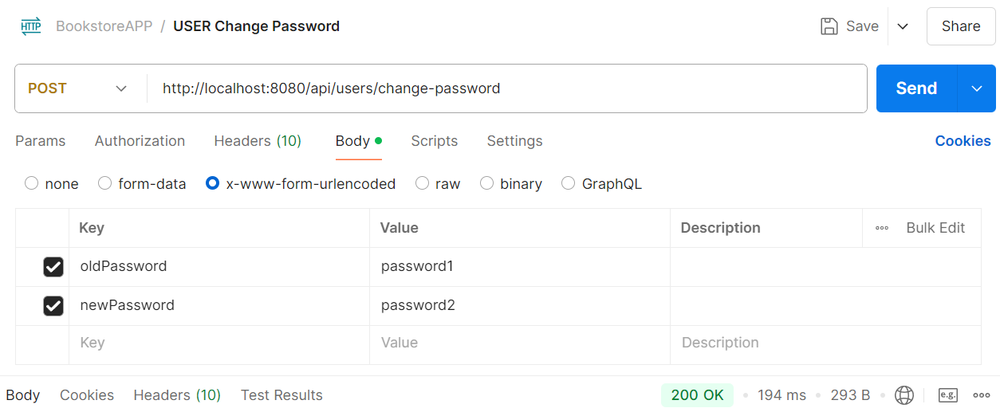 HTTP BookstoreAPP / USER Change Password Save Share
POST http://localhost:8080/api/users/change-password Send
Params Authorization Headers (10) Body Scripts Settings Cookies
none form-data x-www-form-urlencoded raw binary GraphQL
Key Value Description Bulk Edit
oldPassword password1
newPassword password2
Key Value Description
Body Cookies Headers (10) Test Results 200 OK 194 ms 293 B e.g.